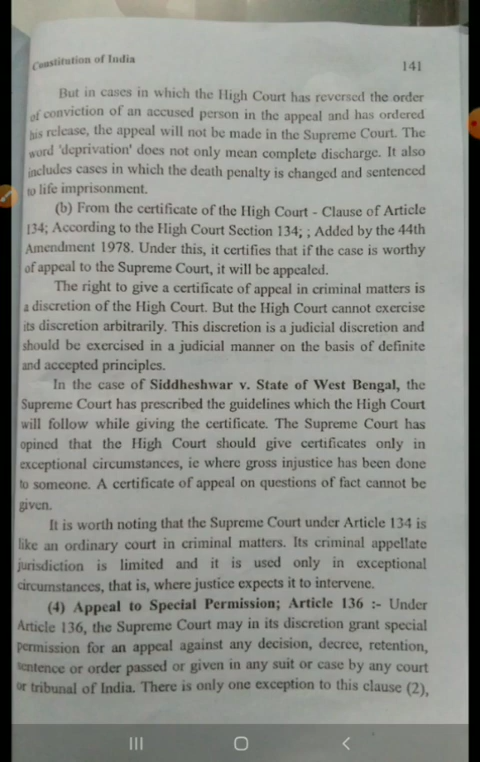 Constitution of India
141
But in cases in which the High Court has reversed the order
of conviction of an accused person in the appeal and has ordered
his release, the appeal will not be made in the Supreme Court. The
word 'deprivation' does not only mean complete discharge. It also
includes cases in which the death penalty is changed and sentenced
to life imprisonment.
(b) From the certificate of the High Court - Clause of Article
134; According to the High Court Section 134; ; Added by the 44th
Amendment 1978. Under this, it certifies that if the case is worthy
of appeal to the Supreme Court, it will be appealed.
The right to give a certificate of appeal in criminal matters is
a discretion of the High Court. But the High Court cannot exercise
its discretion arbitrarily. This discretion is a judicial discretion and
should be exercised in a judicial manner on the basis of definite
and accepted principles.
In the case of Siddheshwar v. State of West Bengal, the
Supreme Court has prescribed the guidelines which the High Court
will follow while giving the certificate. The Supreme Court has
opined that the High Court should give certificates only in
exceptional circumstances, ie where gross injustice has been done
to someone. A certificate of appeal on questions of fact cannot be
given.
It is worth noting that the Supreme Court under Article 134 is
like an ordinary court in criminal matters. Its criminal appellate
jurisdiction is limited and it is used only in exceptional
circumstances, that is, where justice expects it to intervene.
(4) Appeal to Special Permission; Article 136 :- Under
Article 136, the Supreme Court may in its discretion grant special
permission for an appeal against any decision, decree, retention,
sentence or order passed or given in any suit or case by any court
or tribunal of India. There is only one exception to this clause (2),